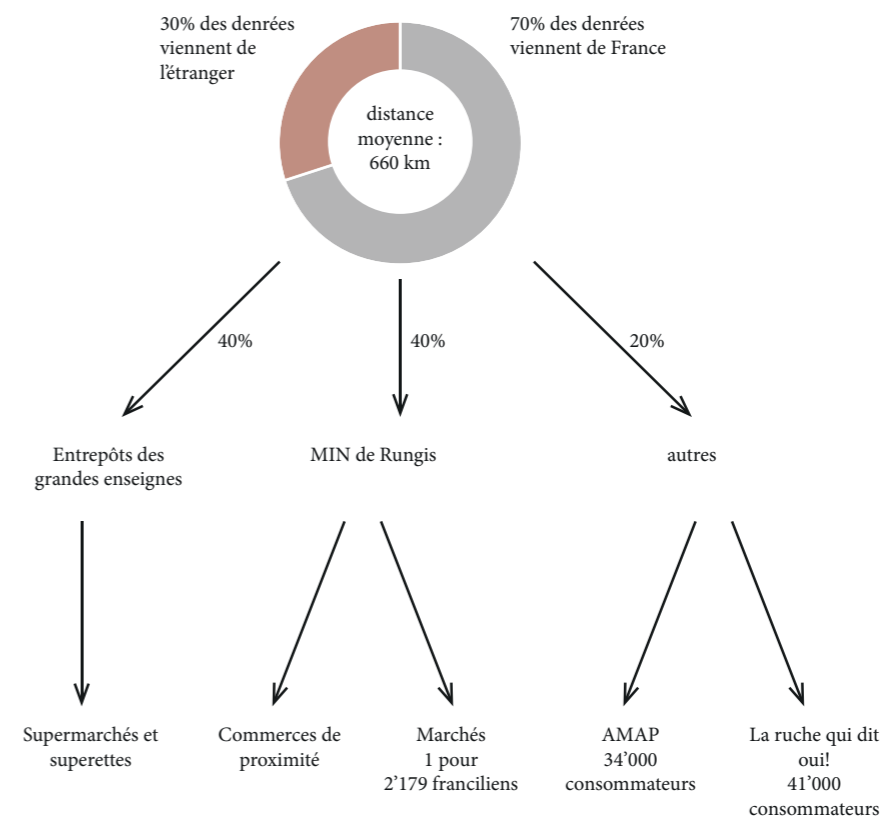 30% des denrées
viennent de
l'étranger
70% des denrées
viennent de France
distance
moyenne :
660 km
40%
40%
20%
Entrepôts des
grandes enseignes
MIN de Rungis
autres
Supermarchés et
superettes
Commerces de
proximité
Marchés
1 pour
2'179 franciliens
AMAP
34'000
consommateurs
La ruche qui dit
oui!
41'000
consommateurs